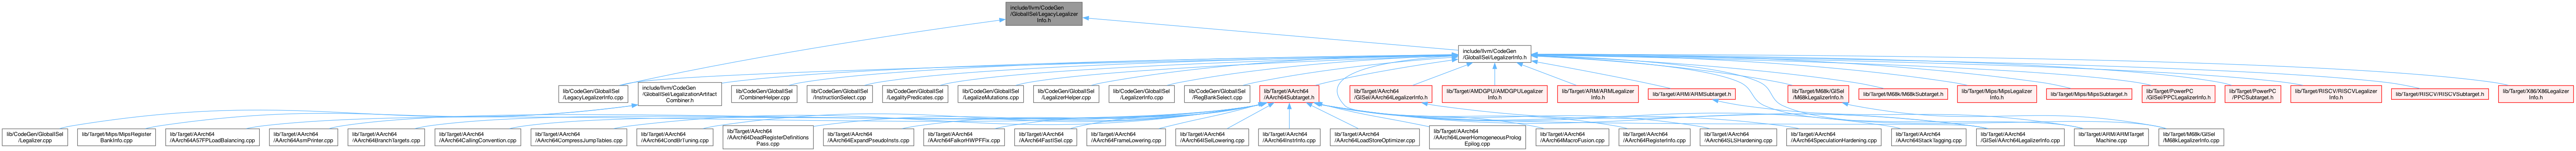 include/llvm/CodeGen
/GlobalISel/LegacyLegalizer
Info.h
include/llvm/CodeGen
/GlobalISel/LegalizerInfo.h
lib/CodeGen/GlobalISel
/LegacyLegalizerInfo.cpp
include/llvm/CodeGen
/GlobalISel/LegalizationArtifact
Combiner.h
lib/CodeGen/GlobalISel
/CombinerHelper.cpp
lib/CodeGen/GlobalISel
/InstructionSelect.cpp
lib/CodeGen/GlobalISel
/LegalityPredicates.cpp
lib/CodeGen/GlobalISel
/LegalizeMutations.cpp
lib/CodeGen/GlobalISel
/LegalizerHelper.cpp
lib/CodeGen/GlobalISel
/LegalizerInfo.cpp
lib/CodeGen/GlobalISel
/RegBankSelect.cpp
lib/Target/AArch64
/AArch64Subtarget.h
lib/Target/AArch64
/GISel/AArch64LegalizerInfo.h
lib/Target/AMDGPU/AMDGPULegalizer
Info.h
lib/Target/ARM/ARMLegalizer
Info.h
lib/Target/ARM/ARMSubtarget.h
lib/Target/M68k/GISel
/M68kLegalizerInfo.h
lib/Target/M68k/M68kSubtarget.h
lib/Target/Mips/MipsLegalizer
Info.h
lib/Target/Mips/MipsSubtarget.h
lib/Target/PowerPC
/GISel/PPCLegalizerInfo.h
lib/Target/PowerPC
/PPCSubtarget.h
lib/Target/RISCV/RISCVLegalizer
Info.h
lib/Target/RISCV/RISCVSubtarget.h
lib/Target/X86/X86Legalizer
Info.h
lib/CodeGen/GlobalISel
/Legalizer.cpp
lib/Target/Mips/MipsRegister
BankInfo.cpp
lib/Target/AArch64
/AArch64A57FPLoadBalancing.cpp
lib/Target/AArch64
/AArch64AsmPrinter.cpp
lib/Target/AArch64
/AArch64BranchTargets.cpp
lib/Target/AArch64
/AArch64CallingConvention.cpp
lib/Target/AArch64
/AArch64CompressJumpTables.cpp
lib/Target/AArch64
/AArch64CondBrTuning.cpp
lib/Target/AArch64
/AArch64DeadRegisterDefinitions
Pass.cpp
lib/Target/AArch64
/AArch64ExpandPseudoInsts.cpp
lib/Target/AArch64
/AArch64FalkorHWPFFix.cpp
lib/Target/AArch64
/AArch64FastISel.cpp
lib/Target/AArch64
/AArch64FrameLowering.cpp
lib/Target/AArch64
/AArch64ISelLowering.cpp
lib/Target/AArch64
/AArch64InstrInfo.cpp
lib/Target/AArch64
/AArch64LoadStoreOptimizer.cpp
lib/Target/AArch64
/AArch64LowerHomogeneousProlog
Epilog.cpp
lib/Target/AArch64
/AArch64MacroFusion.cpp
lib/Target/AArch64
/AArch64RegisterInfo.cpp
lib/Target/AArch64
/AArch64SLSHardening.cpp
lib/Target/AArch64
/AArch64SpeculationHardening.cpp
lib/Target/AArch64
/AArch64StackTagging.cpp
lib/Target/AArch64
/GISel/AArch64LegalizerInfo.cpp
lib/Target/ARM/ARMTarget
Machine.cpp
lib/Target/M68k/GISel
/M68kLegalizerInfo.cpp